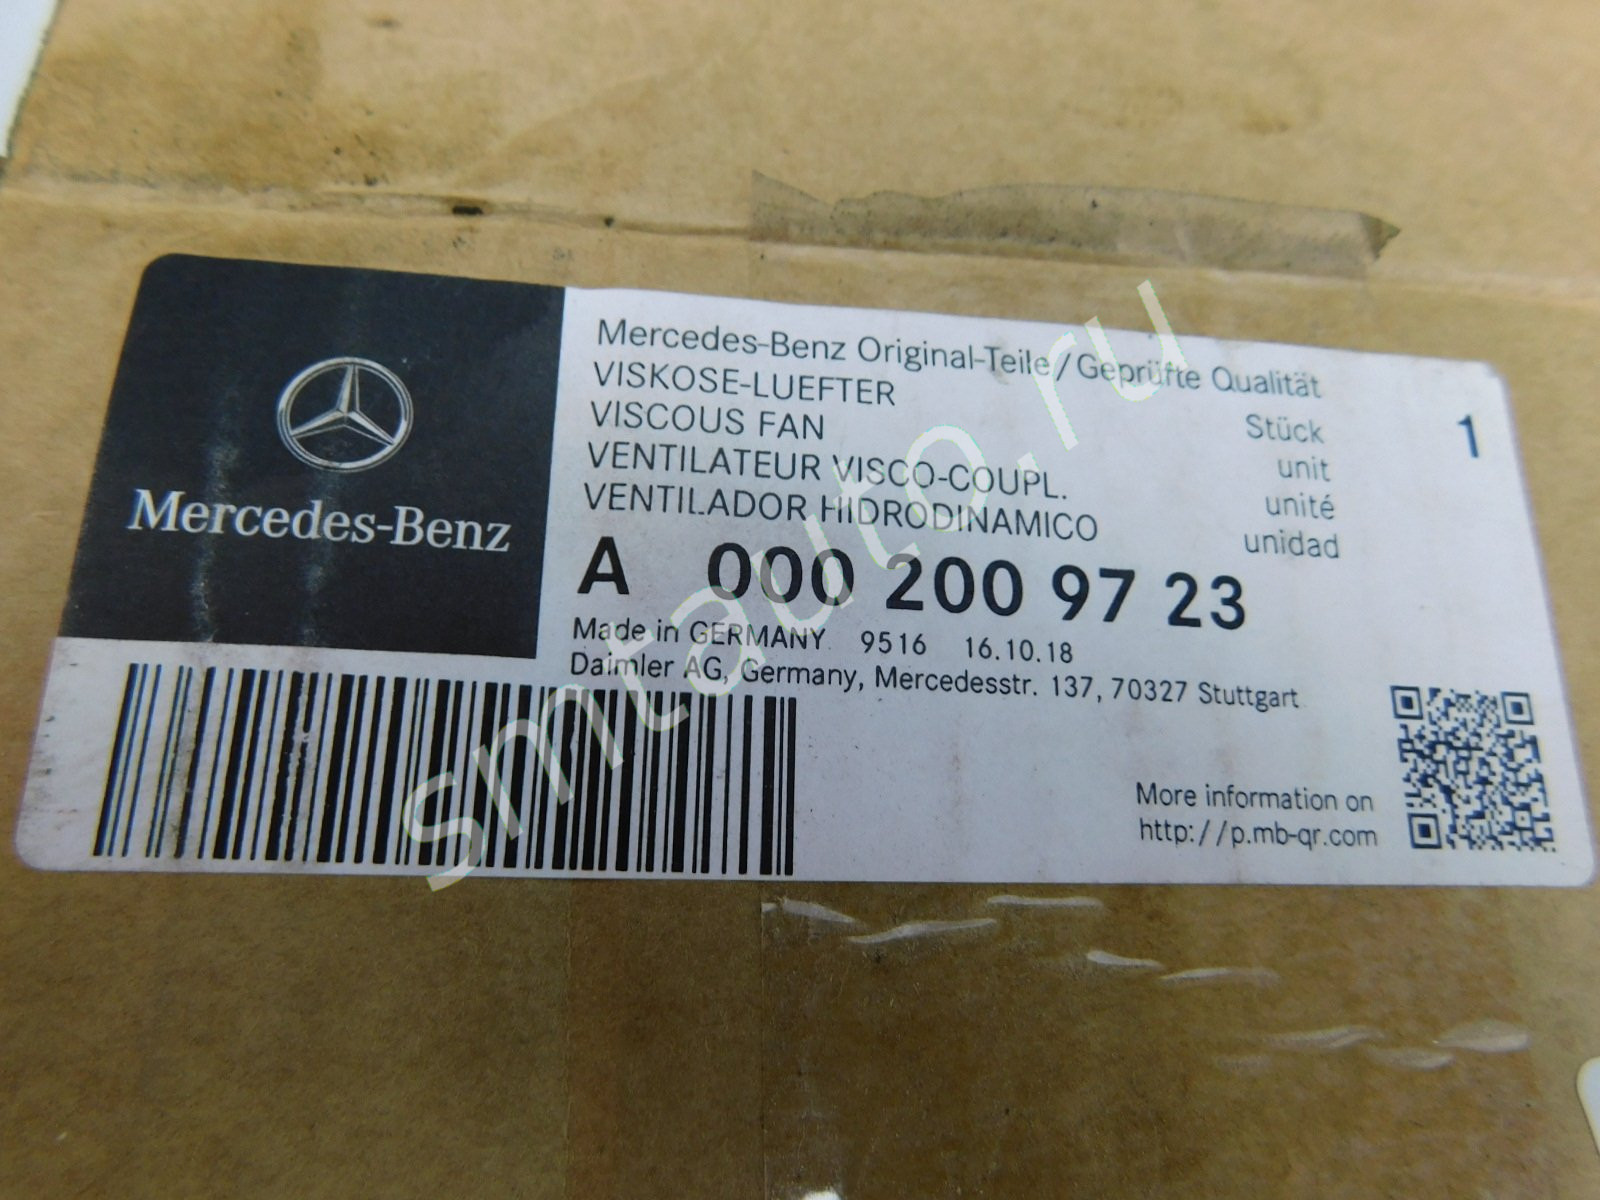 Mercedes-Benz
Mercedes-Benz Original-Teile/Geprüfte Qualität
VISKOSE-LUEFTER
VISCOUS FAN
VENTILATEUR VISCO-COUPL.
VENTILADOR HIDRODINAMICO
Stück 1
unit
unité
unidad
A 000 200 97 23
Made in GERMANY 9516 16.10.18
Daimler AG, Germany, Mercedesstr. 137, 70327 Stuttgart
More information on
http://p.mb-qr.com
smtauto.ru